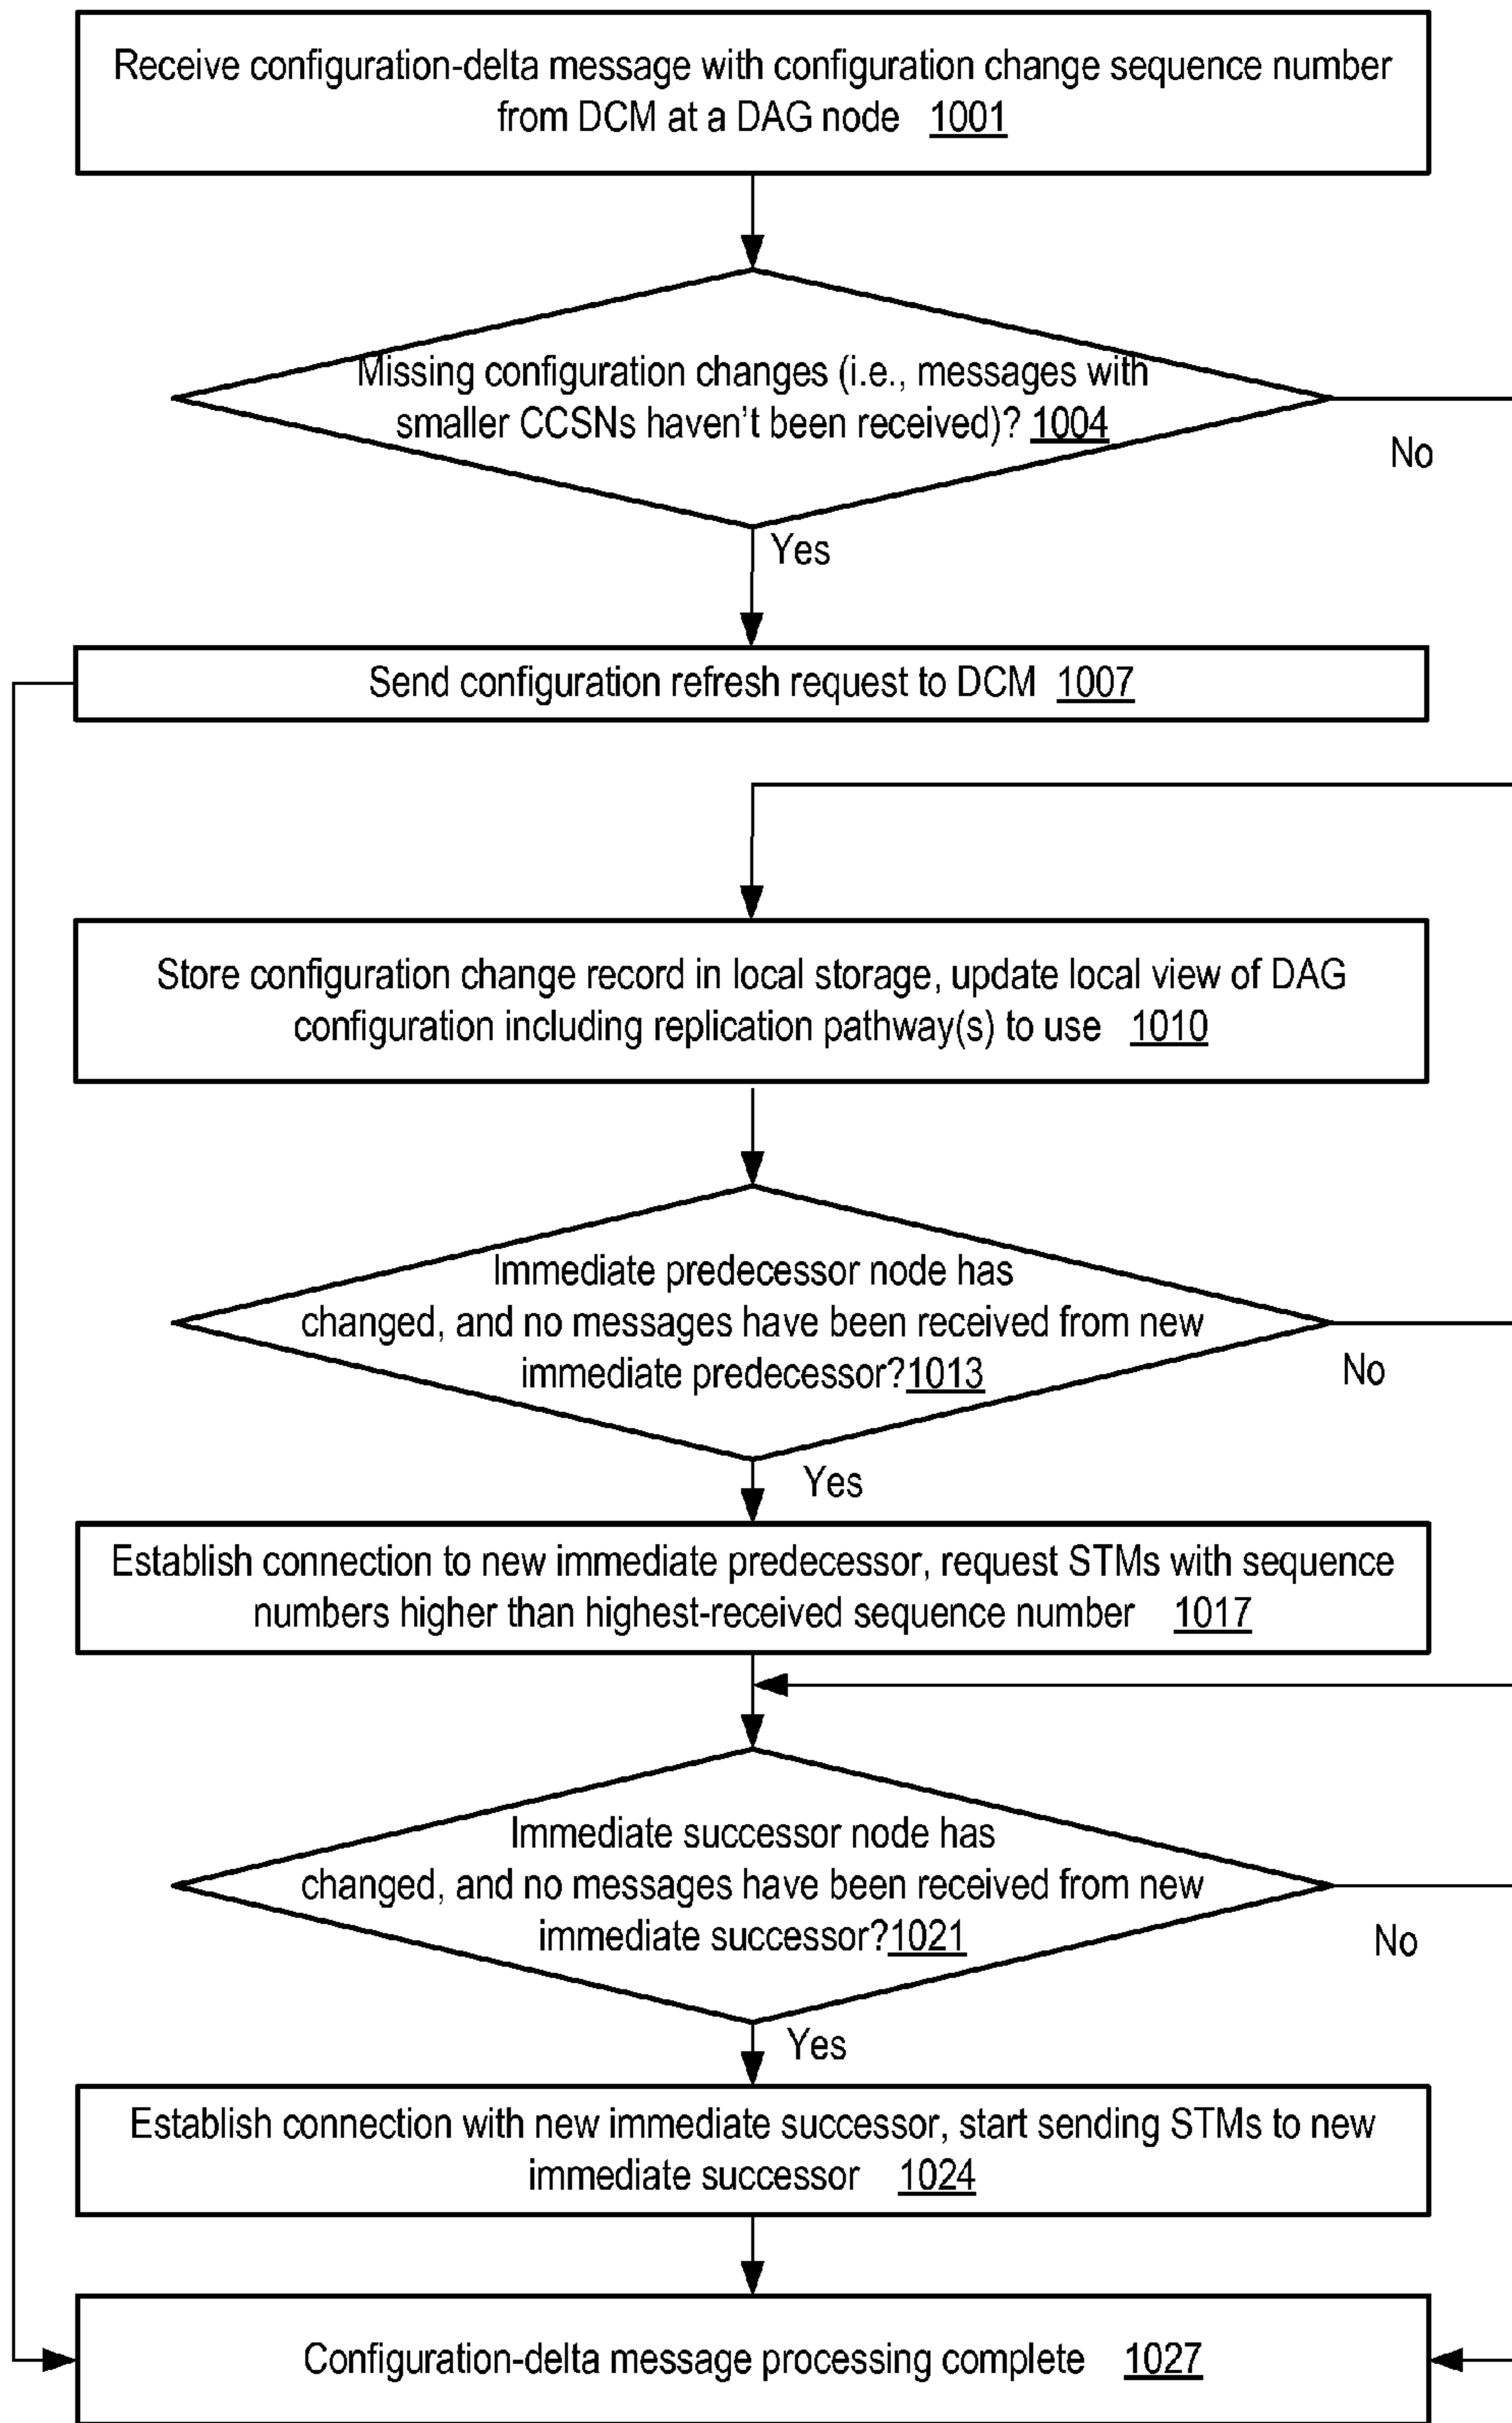 Receive configuration-delta message with configuration change sequence number
from DCM at a DAG node 1001
Missing configuration changes (i.e., messages with
smaller CCSNs haven't been received)? 1004
No
Yes
Send configuration refresh request to DCM 1007
Store configuration change record in local storage, update local view of DAG
configuration including replication pathway(s) to use 1010
Immediate predecessor node has
changed, and no messages have been received from new
immediate predecessor?1013
No
Yes
Establish connection to new immediate predecessor, request STMs with sequence
numbers higher than highest-received sequence number 1017
Immediate successor node has
changed, and no messages have been received from new
immediate successor?1021
No
Yes
Establish connection with new immediate successor, start sending STMs to new
immediate successor 1024
Configuration-delta message processing complete 1027